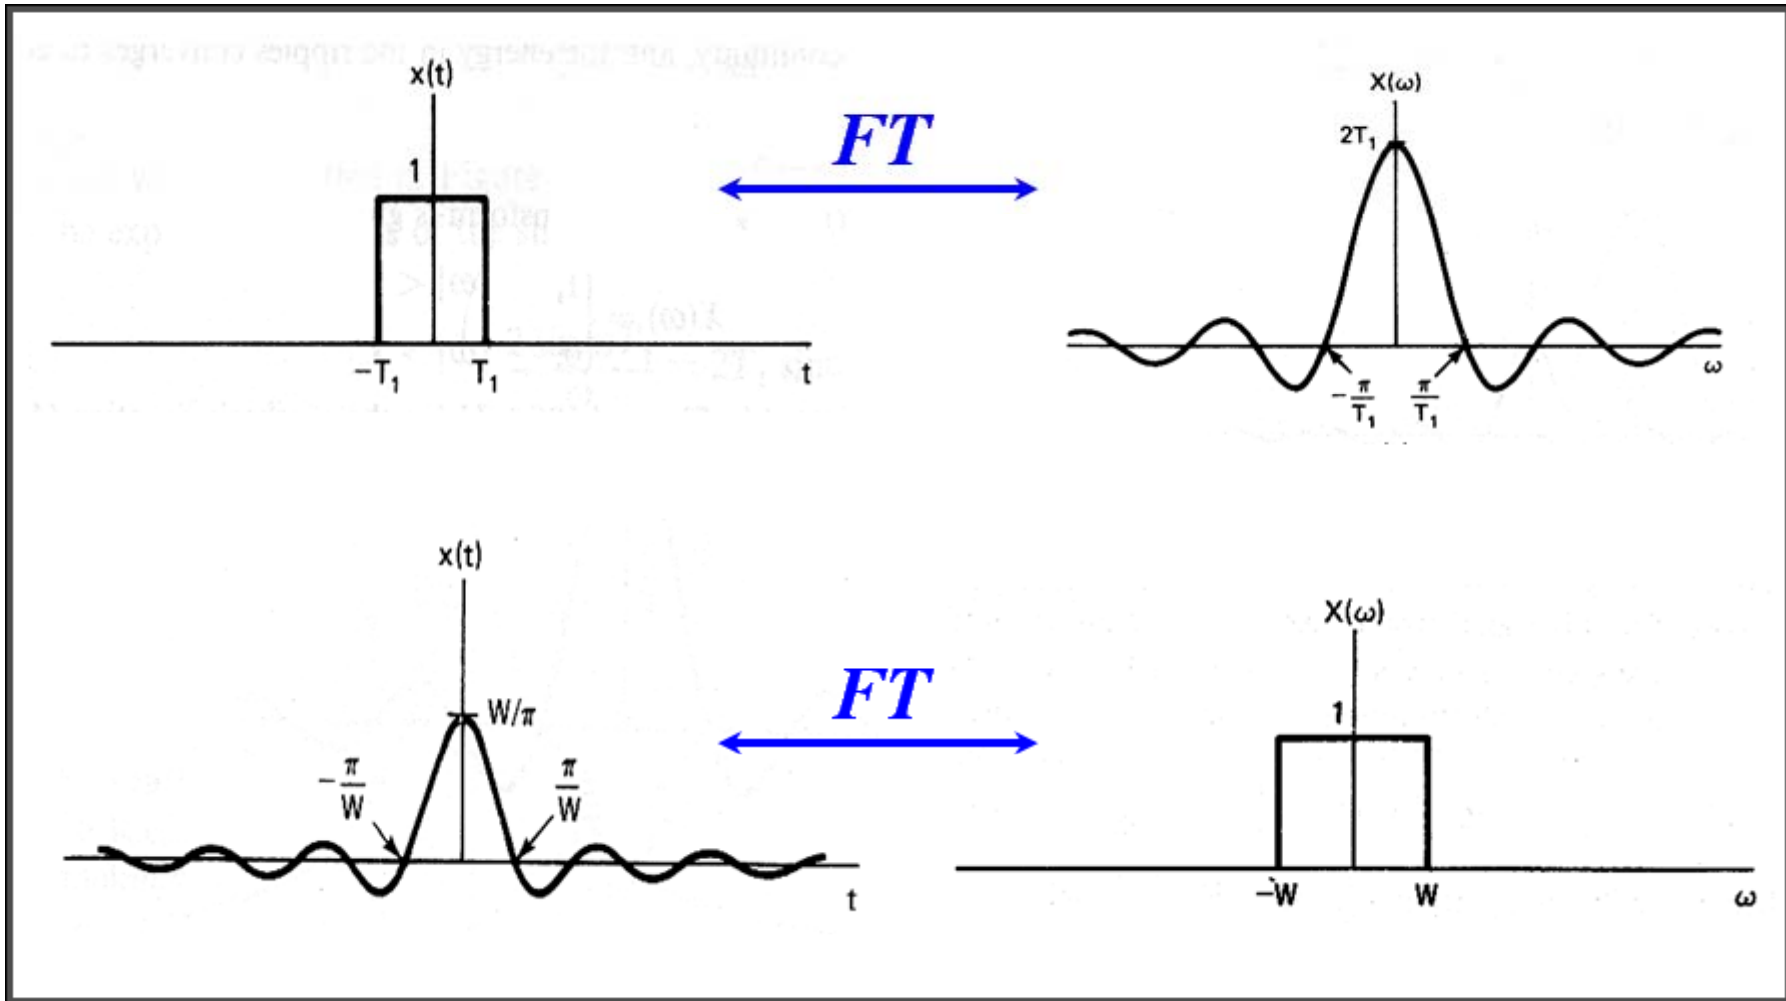 x(t)
1
-T₁
T₁
t
FT
X(ω)
2T₁
-π/T₁
π/T₁
ω
x(t)
W/π
-π/W
π/W
t
FT
X(ω)
1
-W
W
ω